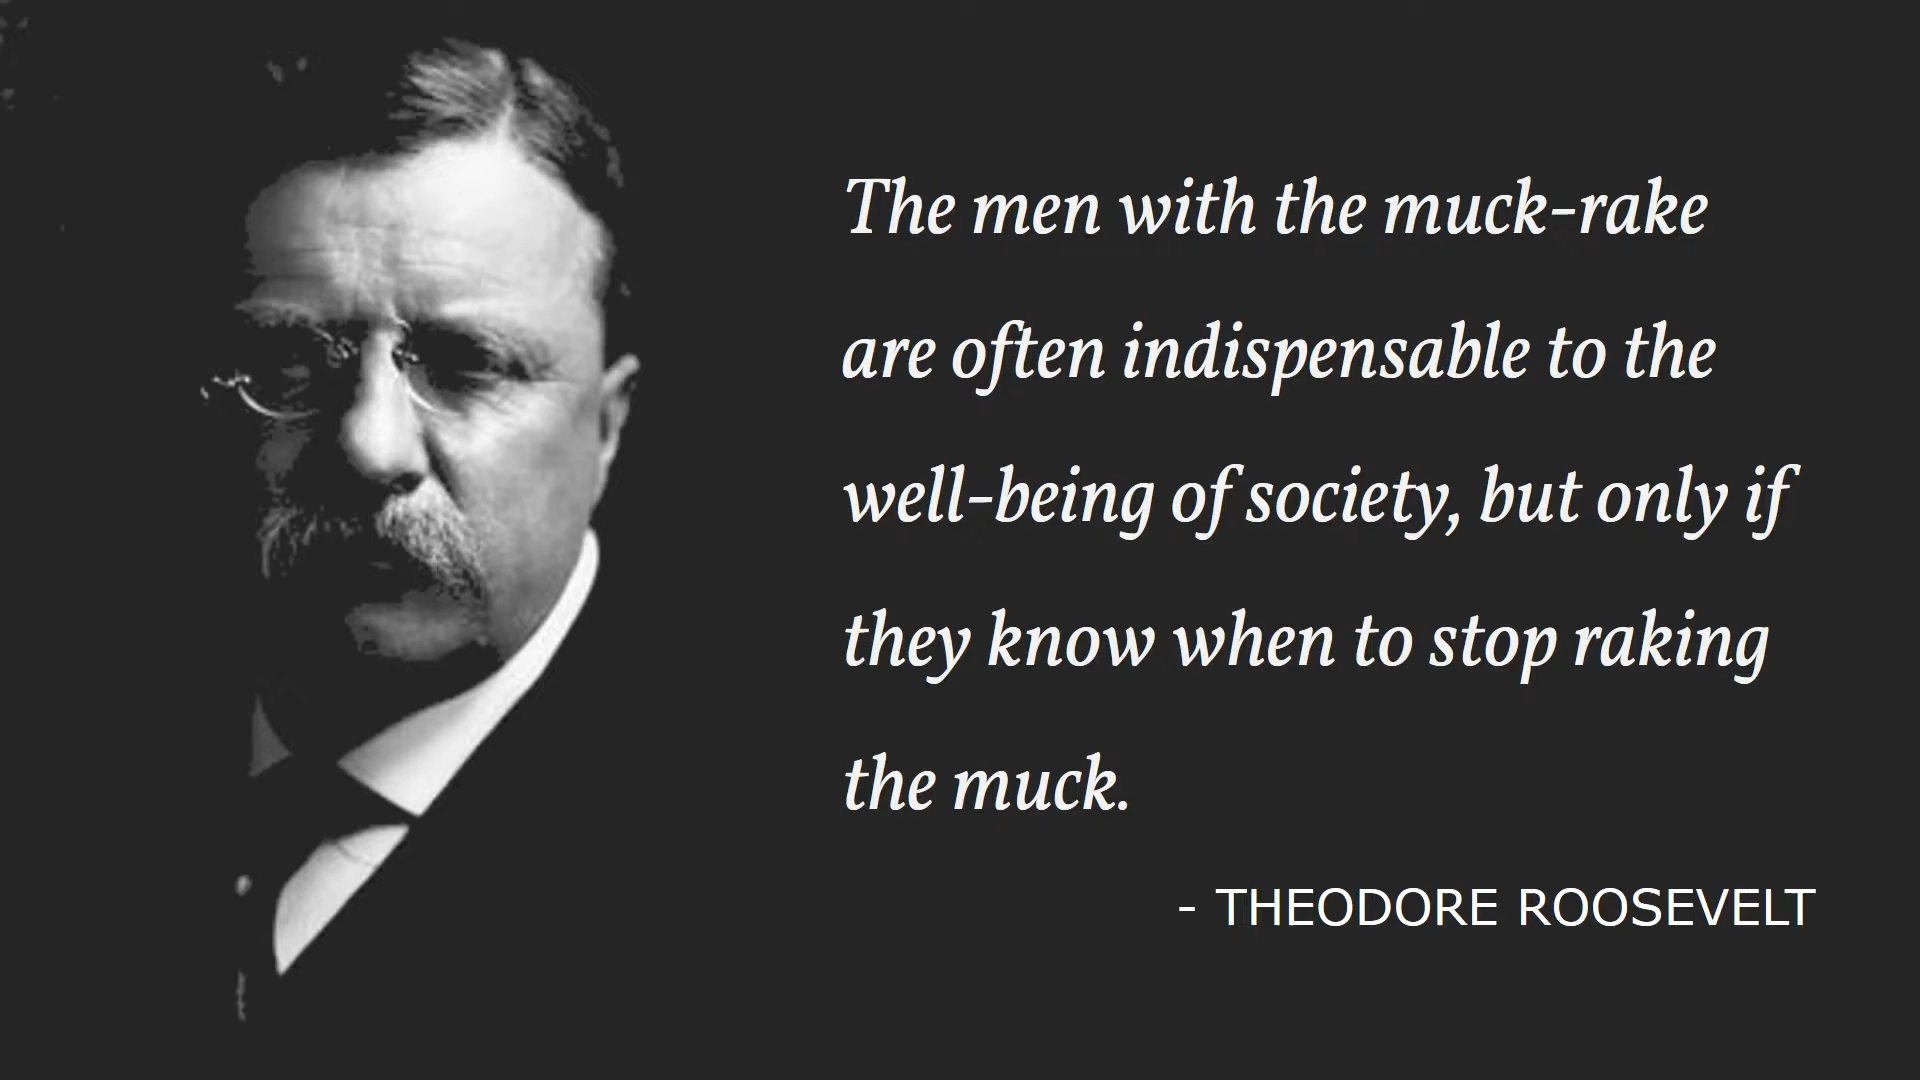 The men with the muck-rake
are often indispensable to the
well-being of society, but only if
they know when to stop raking
the muck.
- THEODORE ROOSEVELT